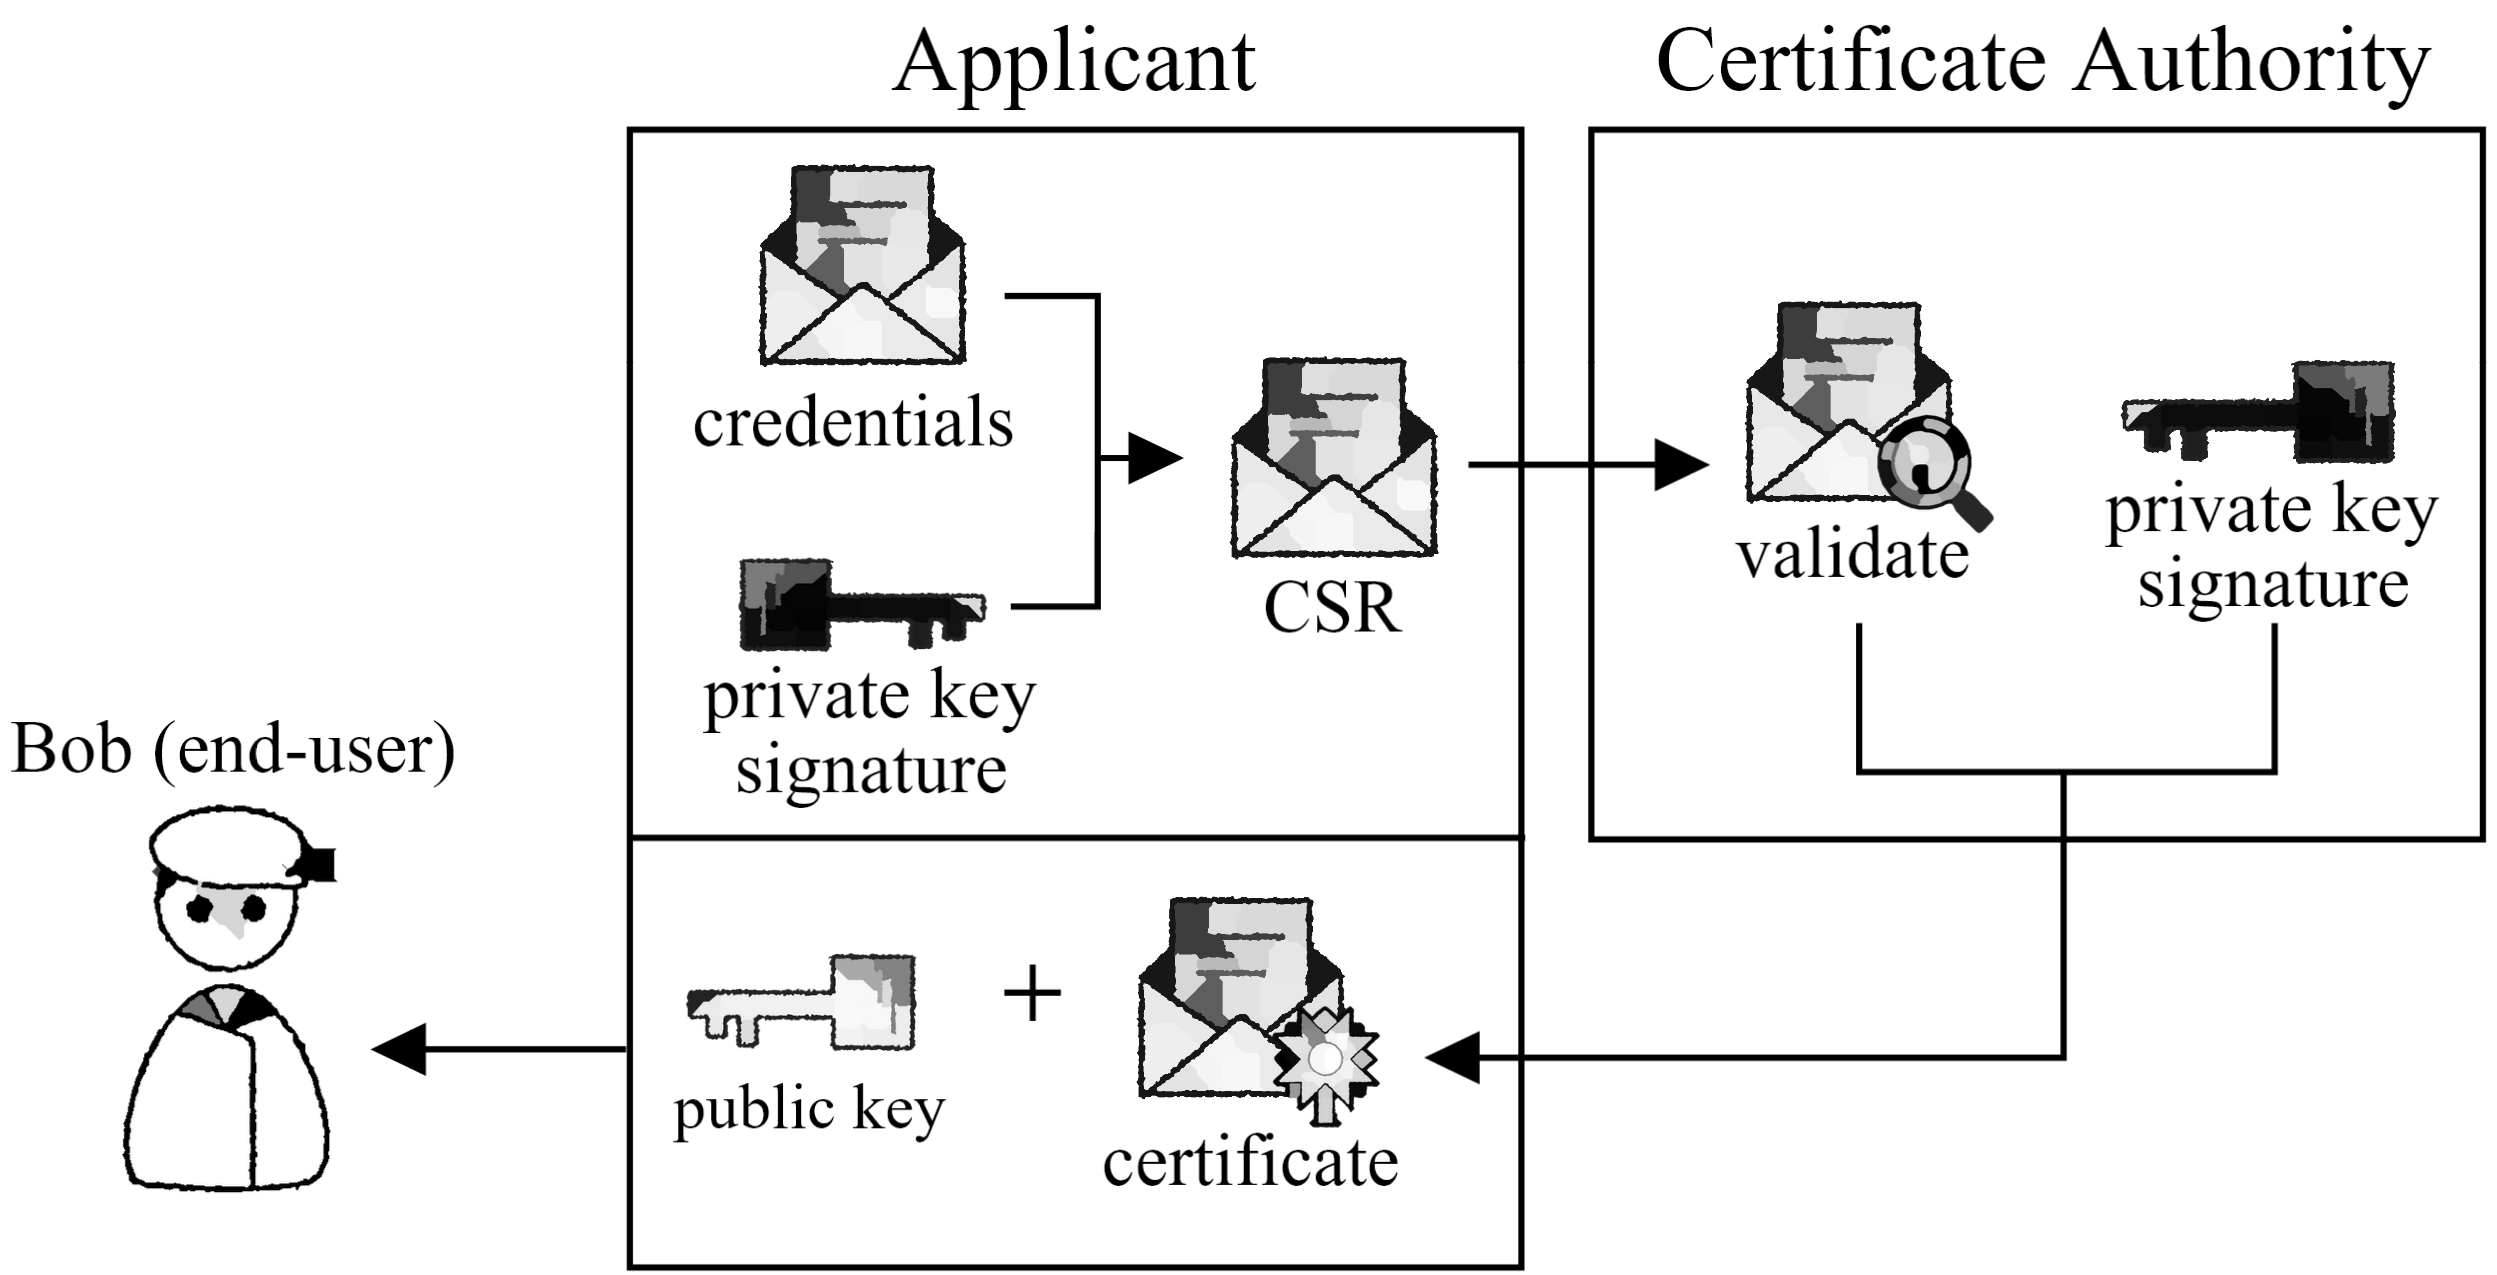 Applicant
Certificate Authority
credentials
private key
signature
CSR
validate
private key
signature
Bob (end-user)
public key
+
certificate